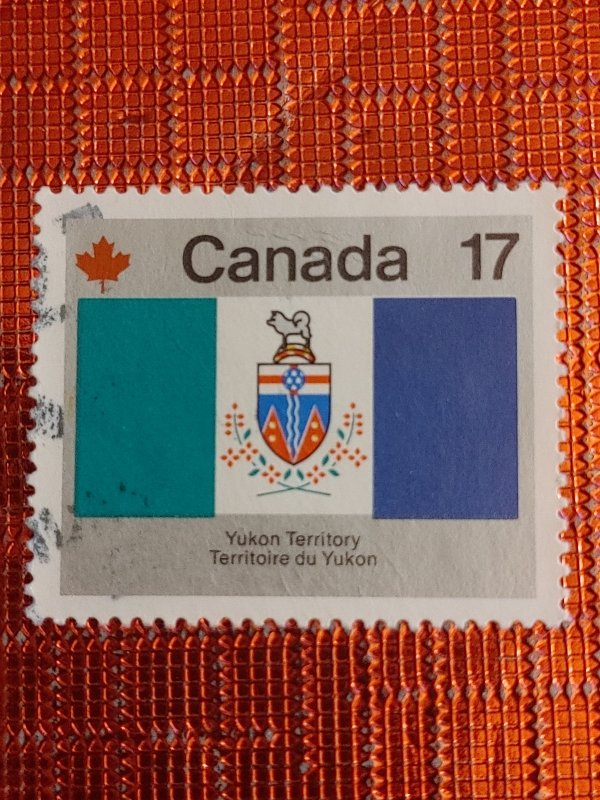 Canada 17
Yukon Territory
Territoire du Yukon